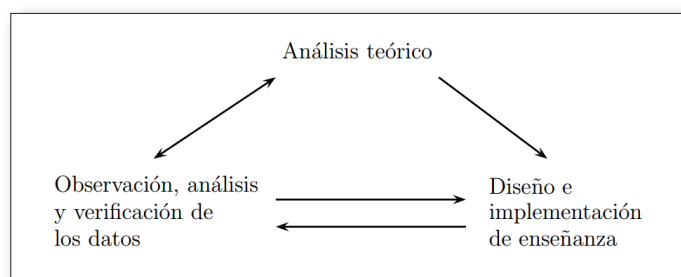 Análisis teórico
Observación, análisis
y verificación de
los datos
Diseño e
implementación
de enseñanza